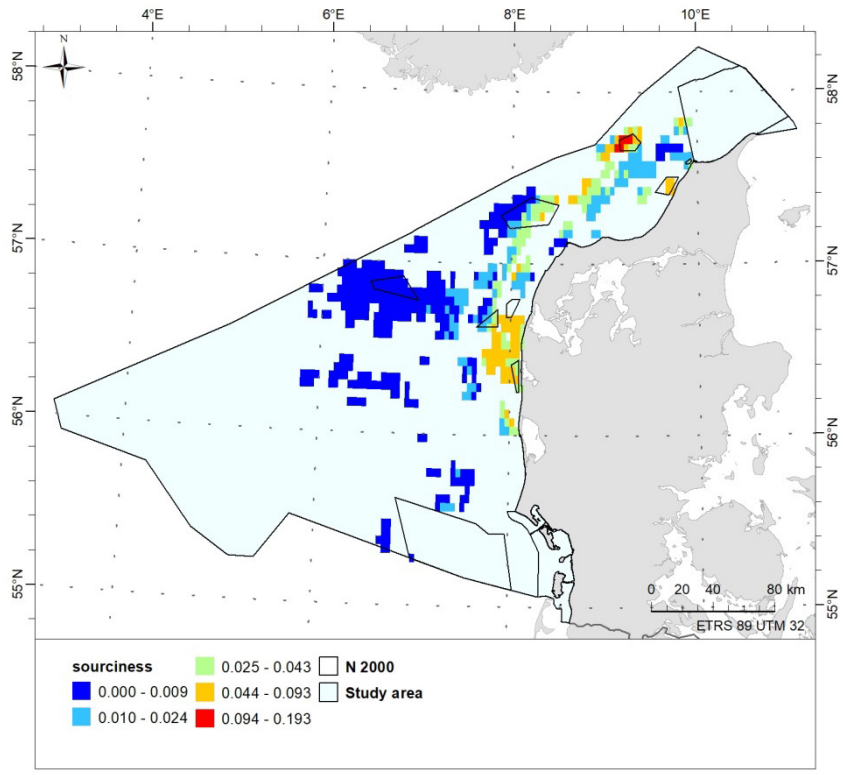 4°E 6°E 8°E 10°E
N
58°N 58°N
57°N 57°N
56°N 56°N
55°N 55°N
0 20 40 80 km
ETRS 89 UTM 32
sourciness 0.025 - 0.043 N 2000
0.000 - 0.009 0.044 - 0.093 Study area
0.010 - 0.024 0.094 - 0.193